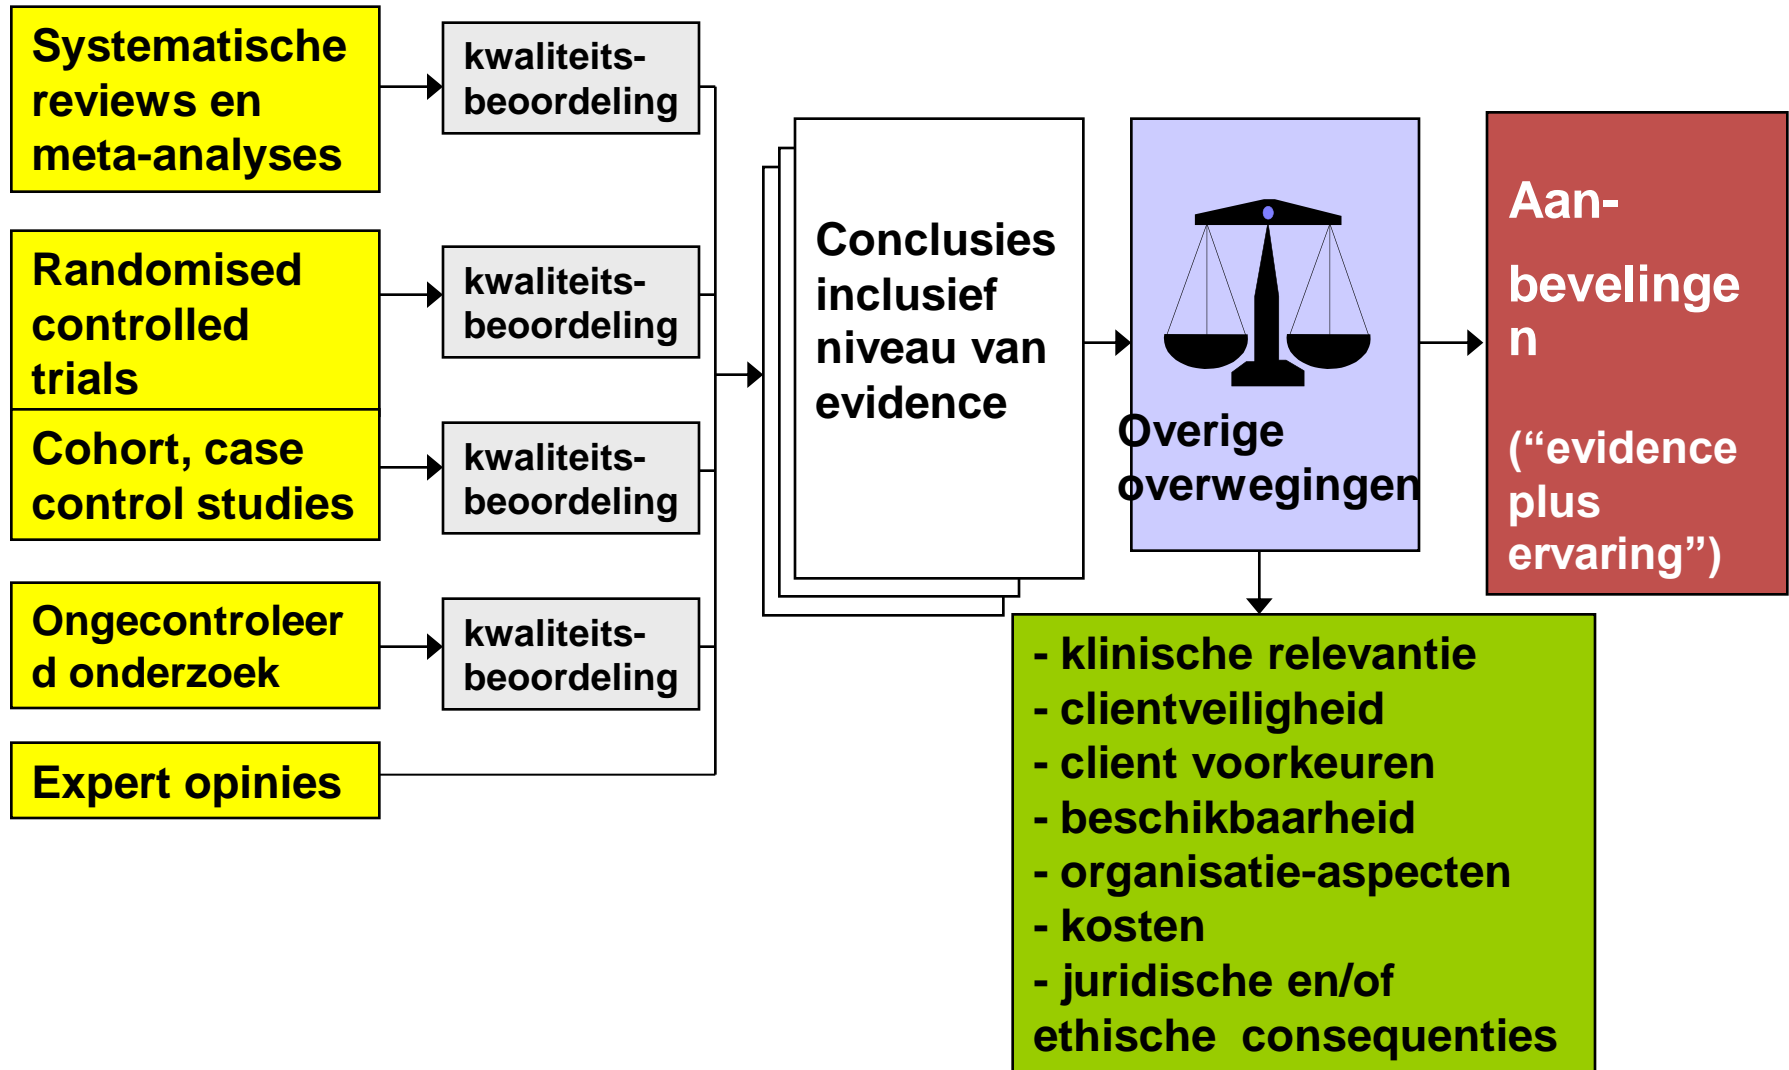 Systematische
reviews en
meta-analyses
kwaliteits-
beoordeling
Randomised
controlled
trials
kwaliteits-
beoordeling
Cohort, case
control studies
kwaliteits-
beoordeling
Ongecontroleer
d onderzoek
kwaliteits-
beoordeling
Expert opinies
Conclusies
inclusief
niveau van
evidence
Overige
overwegingen
Aan-
bevelinge
n
(“evidence
plus
ervaring”)
- klinische relevantie
- clientveiligheid
- client voorkeuren
- beschikbaarheid
- organisatie-aspecten
- kosten
- juridische en/of
ethische consequenties